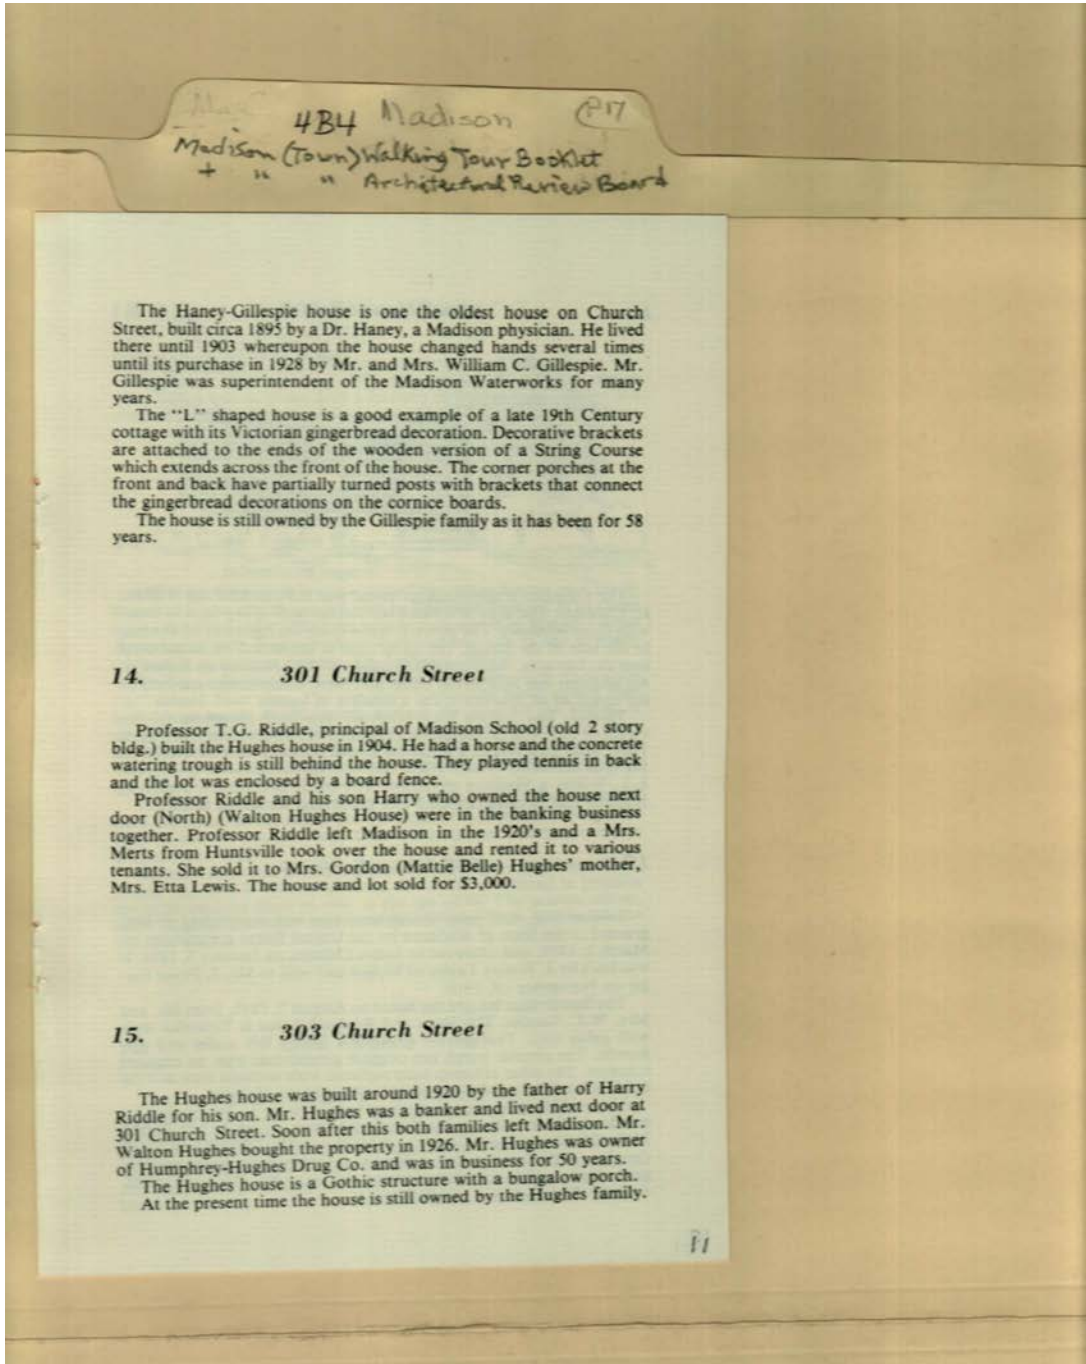 4B4 Madison P17
Madison (Town) Walking Tour Booklet
+ " " Architectural Review Board
The Haney-Gillespie house is one the oldest house on Church
Street, built circa 1895 by a Dr. Haney, a Madison physician. He lived
there until 1903 whereupon the house changed hands several times
until its purchase in 1928 by Mr. and Mrs. William C. Gillespie. Mr.
Gillespie was superintendent of the Madison Waterworks for many
years.
The "L" shaped house is a good example of a late 19th Century
cottage with its Victorian gingerbread decoration. Decorative brackets
are attached to the ends of the wooden version of a String Course
which extends across the front of the house. The corner porches at the
front and back have partially turned posts with brackets that connect
the gingerbread decorations on the cornice boards.
The house is still owned by the Gillespie family as it has been for 58
years.
14. 301 Church Street
Professor T.G. Riddle, principal of Madison School (old 2 story
bldg.) built the Hughes house in 1904. He had a horse and the concrete
watering trough is still behind the house. They played tennis in back
and the lot was enclosed by a board fence.
Professor Riddle and his son Harry who owned the house next
door (North) (Walton Hughes House) were in the banking business
together. Professor Riddle left Madison in the 1920's and a Mrs.
Merts from Huntsville took over the house and rented it to various
tenants. She sold it to Mrs. Gordon (Mattie Belle) Hughes' mother,
Mrs. Etta Lewis. The house and lot sold for $3,000.
15. 303 Church Street
The Hughes house was built around 1920 by the father of Harry
Riddle for his son. Mr. Hughes was a banker and lived next door at
301 Church Street. Soon after this both families left Madison. Mr.
Walton Hughes bought the property in 1926. Mr. Hughes was owner
of Humphrey-Hughes Drug Co. and was in business for 50 years.
The Hughes house is a Gothic structure with a bungalow porch.
At the present time the house is still owned by the Hughes family.
11